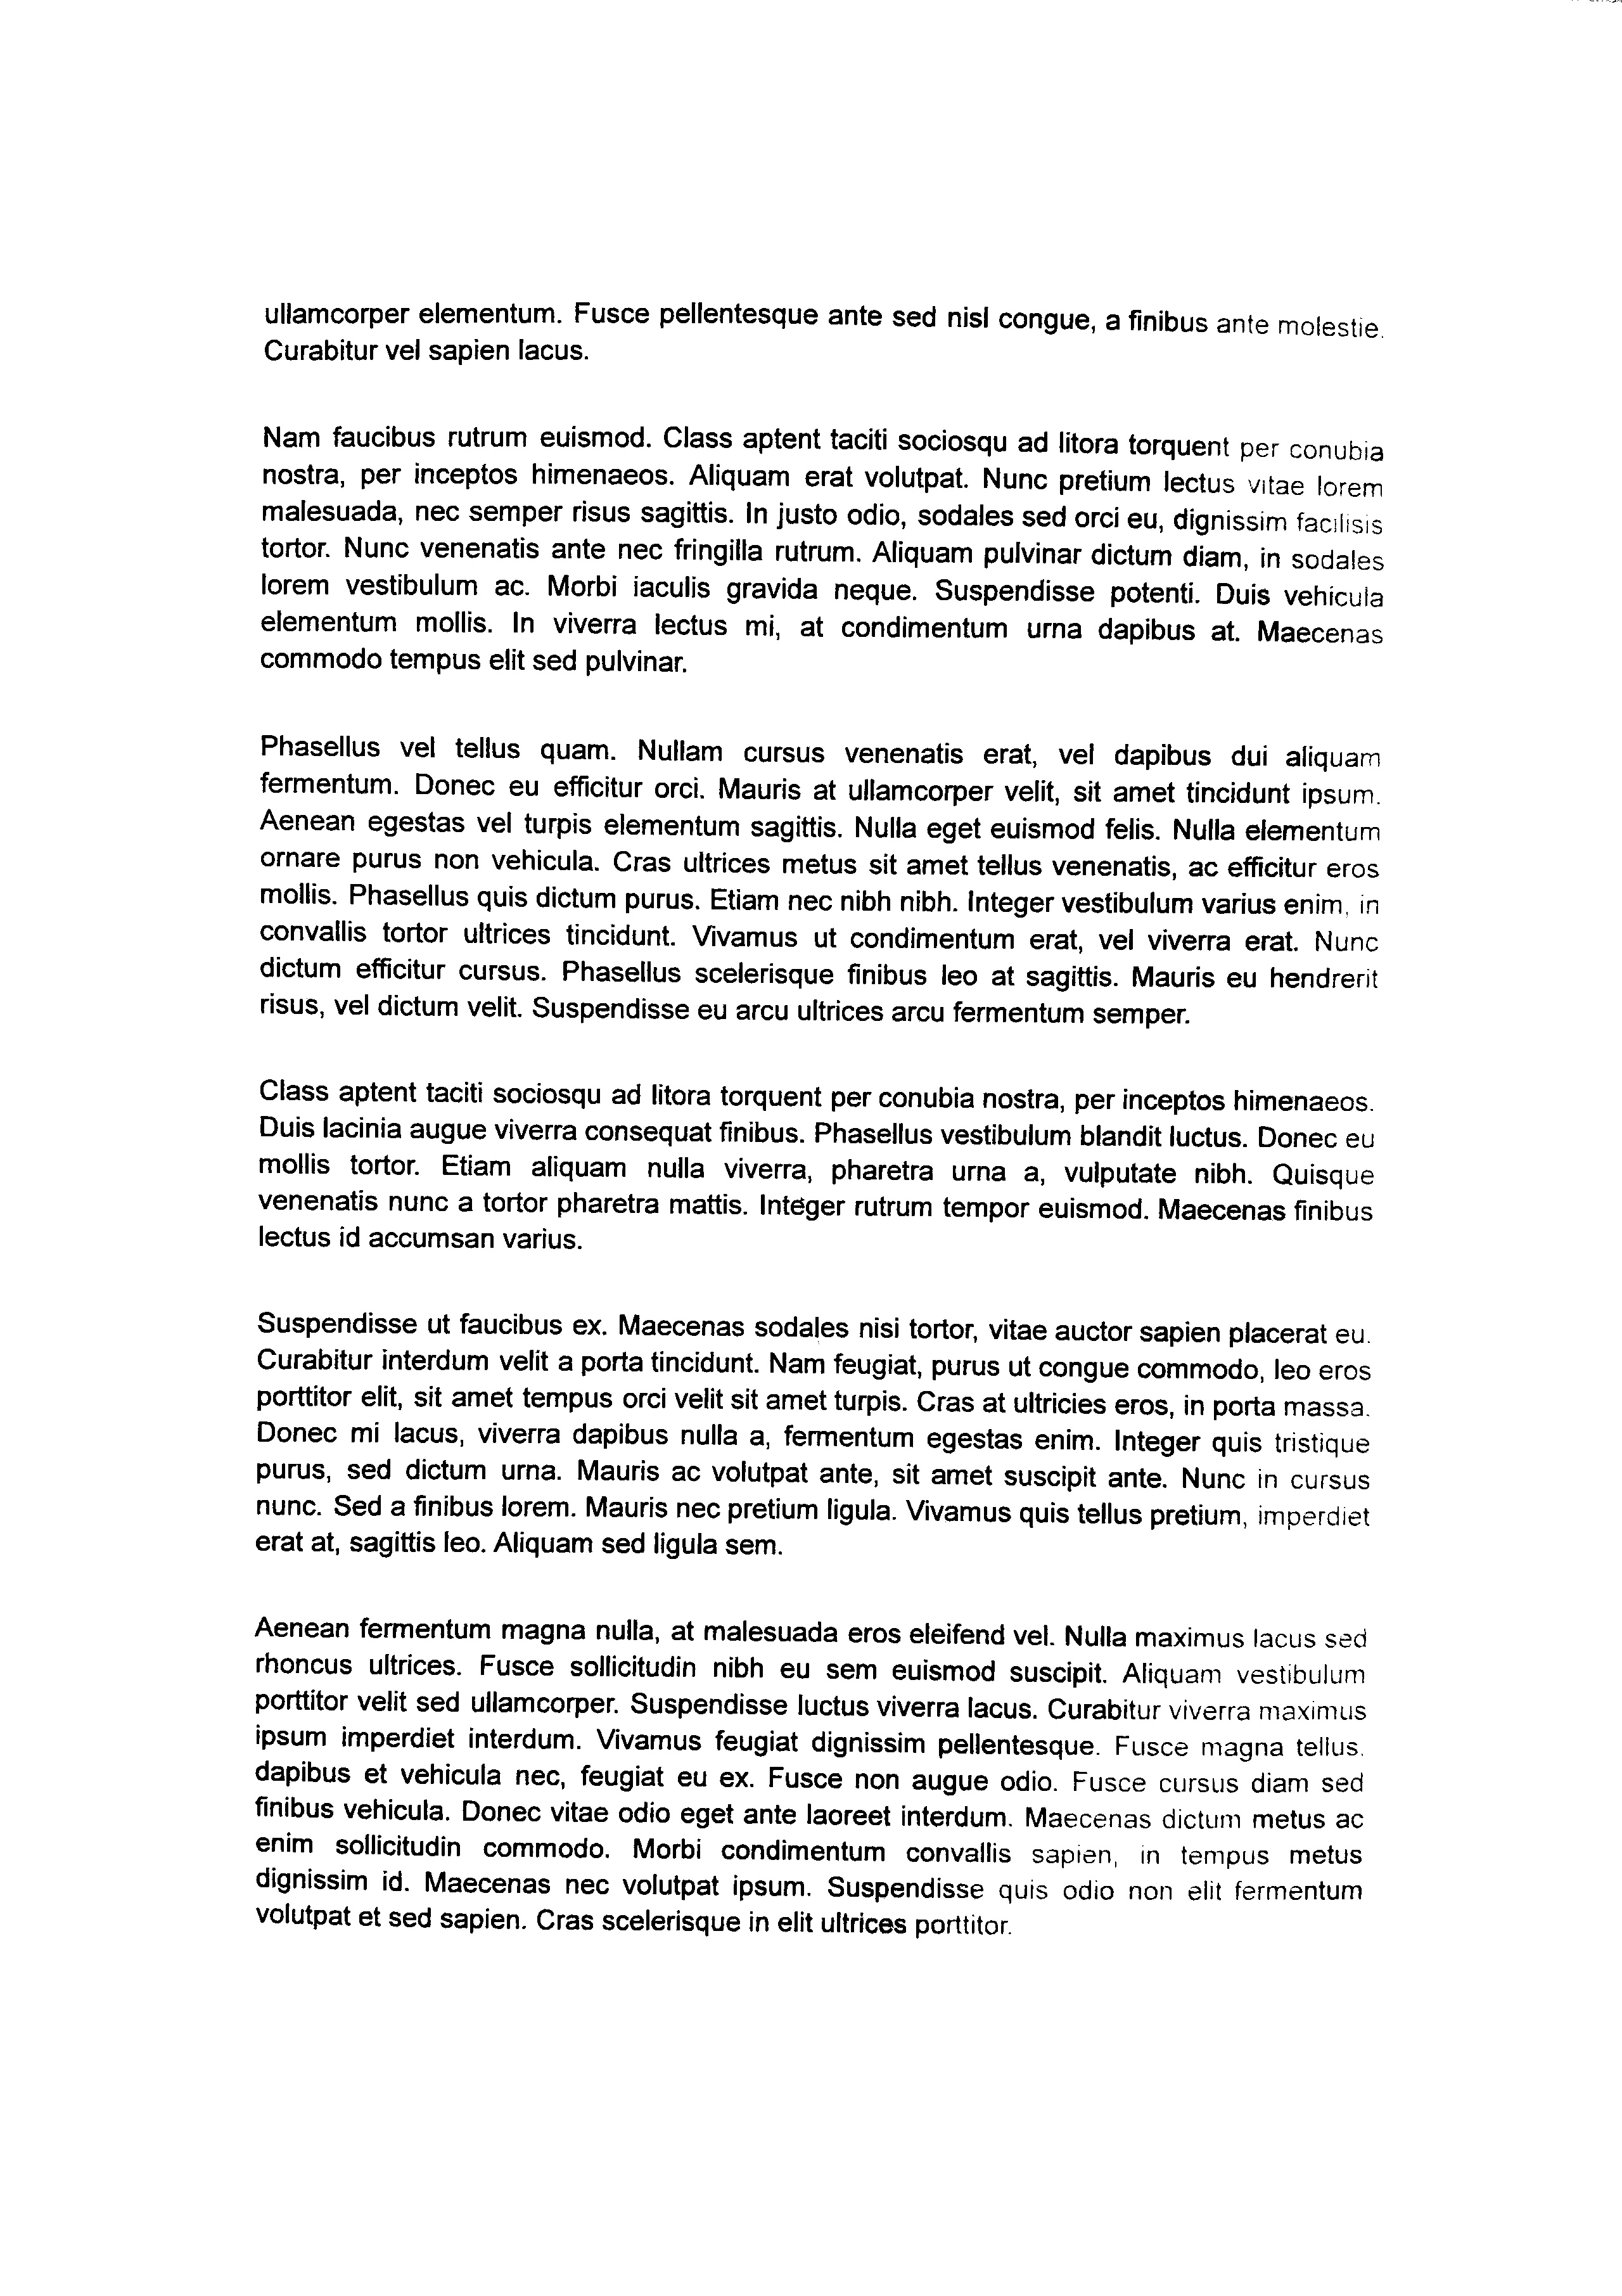 ullamcorper elementum. Fusce pellentesque ante sed nisl congue, a finibus ante molestie.
Curabitur vel sapien lacus.
Nam faucibus rutrum euismod. Class aptent taciti sociosqu ad litora torquent per conubia
nostra, per inceptos himenaeos. Aliquam erat volutpat. Nunc pretium lectus vitae lorem
malesuada, nec semper risus sagittis. In justo odio, sodales sed orci eu, dignissim facilisis
tortor. Nunc venenatis ante nec fringilla rutrum. Aliquam pulvinar dictum diam, in sodales
lorem vestibulum ac. Morbi iaculis gravida neque. Suspendisse potenti. Duis vehicula
elementum mollis. In viverra lectus mi, at condimentum urna dapibus at. Maecenas
commodo tempus elit sed pulvinar.
Phasellus vel tellus quam. Nullam cursus venenatis erat, vel dapibus dui aliquam
fermentum. Donec eu efficitur orci. Mauris at ullamcorper velit, sit amet tincidunt ipsum.
Aenean egestas vel turpis elementum sagittis. Nulla eget euismod felis. Nulla elementum
ornare purus non vehicula. Cras ultrices metus sit amet tellus venenatis, ac efficitur eros
mollis. Phasellus quis dictum purus. Etiam nec nibh nibh. Integer vestibulum varius enim, in
convallis tortor ultrices tincidunt. Vivamus ut condimentum erat, vel viverra erat. Nunc
dictum efficitur cursus. Phasellus scelerisque finibus leo at sagittis. Mauris eu hendrerit
risus, vel dictum velit. Suspendisse eu arcu ultrices arcu fermentum semper.
Class aptent taciti sociosqu ad litora torquent per conubia nostra, per inceptos himenaeos.
Duis lacinia augue viverra consequat finibus. Phasellus vestibulum blandit luctus. Donec eu
mollis tortor. Etiam aliquam nulla viverra, pharetra urna a, vulputate nibh. Quisque
venenatis nunc a tortor pharetra mattis. Integer rutrum tempor euismod. Maecenas finibus
lectus id accumsan varius.
Suspendisse ut faucibus ex. Maecenas sodales nisi tortor, vitae auctor sapien placerat eu.
Curabitur interdum velit a porta tincidunt. Nam feugiat, purus ut congue commodo, leo eros
porttitor elit, sit amet tempus orci velit sit amet turpis. Cras at ultricies eros, in porta massa.
Donec mi lacus, viverra dapibus nulla a, fermentum egestas enim. Integer quis tristique
purus, sed dictum urna. Mauris ac volutpat ante, sit amet suscipit ante. Nunc in cursus
nunc. Sed a finibus lorem. Mauris nec pretium ligula. Vivamus quis tellus pretium, imperdiet
erat at, sagittis leo. Aliquam sed ligula sem.
Aenean fermentum magna nulla, at malesuada eros eleifend vel. Nulla maximus lacus sed
rhoncus ultrices. Fusce sollicitudin nibh eu sem euismod suscipit. Aliquam vestibulum
porttitor velit sed ullamcorper. Suspendisse luctus viverra lacus. Curabitur viverra maximus
ipsum imperdiet interdum. Vivamus feugiat dignissim pellentesque. Fusce magna tellus,
dapibus et vehicula nec, feugiat eu ex. Fusce non augue odio. Fusce cursus diam sed
finibus vehicula. Donec vitae odio eget ante laoreet interdum. Maecenas dictum metus ac
enim sollicitudin commodo. Morbi condimentum convallis sapien, in tempus metus
dignissim id. Maecenas nec volutpat ipsum. Suspendisse quis odio non elit fermentum
volutpat et sed sapien. Cras scelerisque in elit ultrices porttitor.